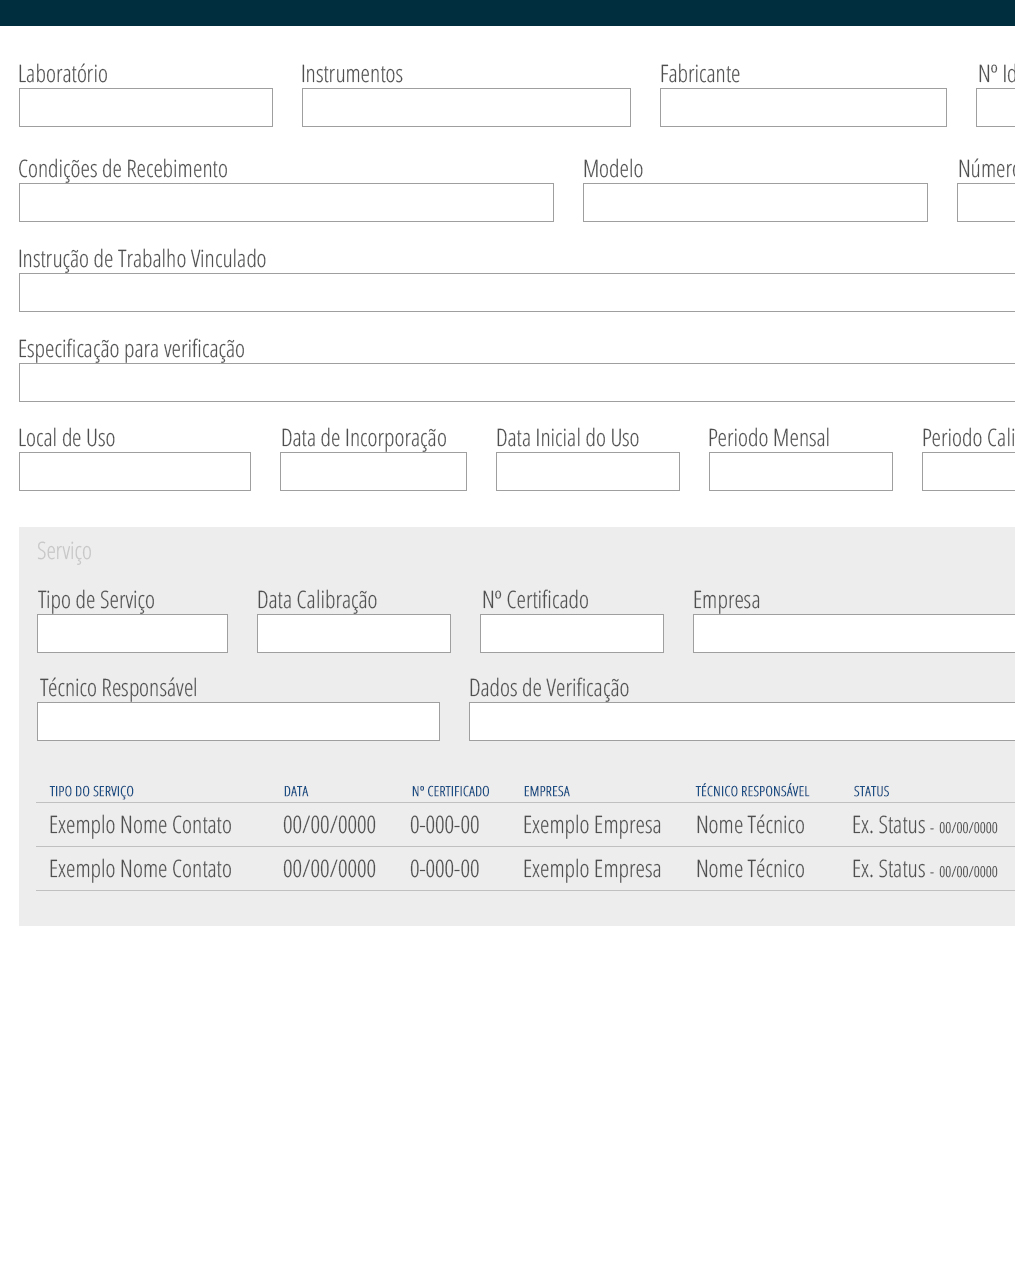 Laboratório Instrumentos Fabricante Nº
Condições de Recebimento Modelo
Instrução de Trabalho Vinculado
Especificação para verificação
Local de Uso Data de Incorporação Data Inicial do Uso Periodo Mensal Periodo
Serviço
Tipo de Serviço Data Calibração Nº Certificado Empresa
Técnico Responsável Dados de Verificação
TIPO DO SERVIÇO DATA Nº CERTIFICADO EMPRESA TÉCNICO RESPONSÁVEL STATUS
Exemplo Nome Contato 00/00/0000 0-000-00 Exemplo Empresa Nome Técnico Ex. Status - 00/00/0000
Exemplo Nome Contato 00/00/0000 0-000-00 Exemplo Empresa Nome Técnico Ex. Status - 00/00/0000